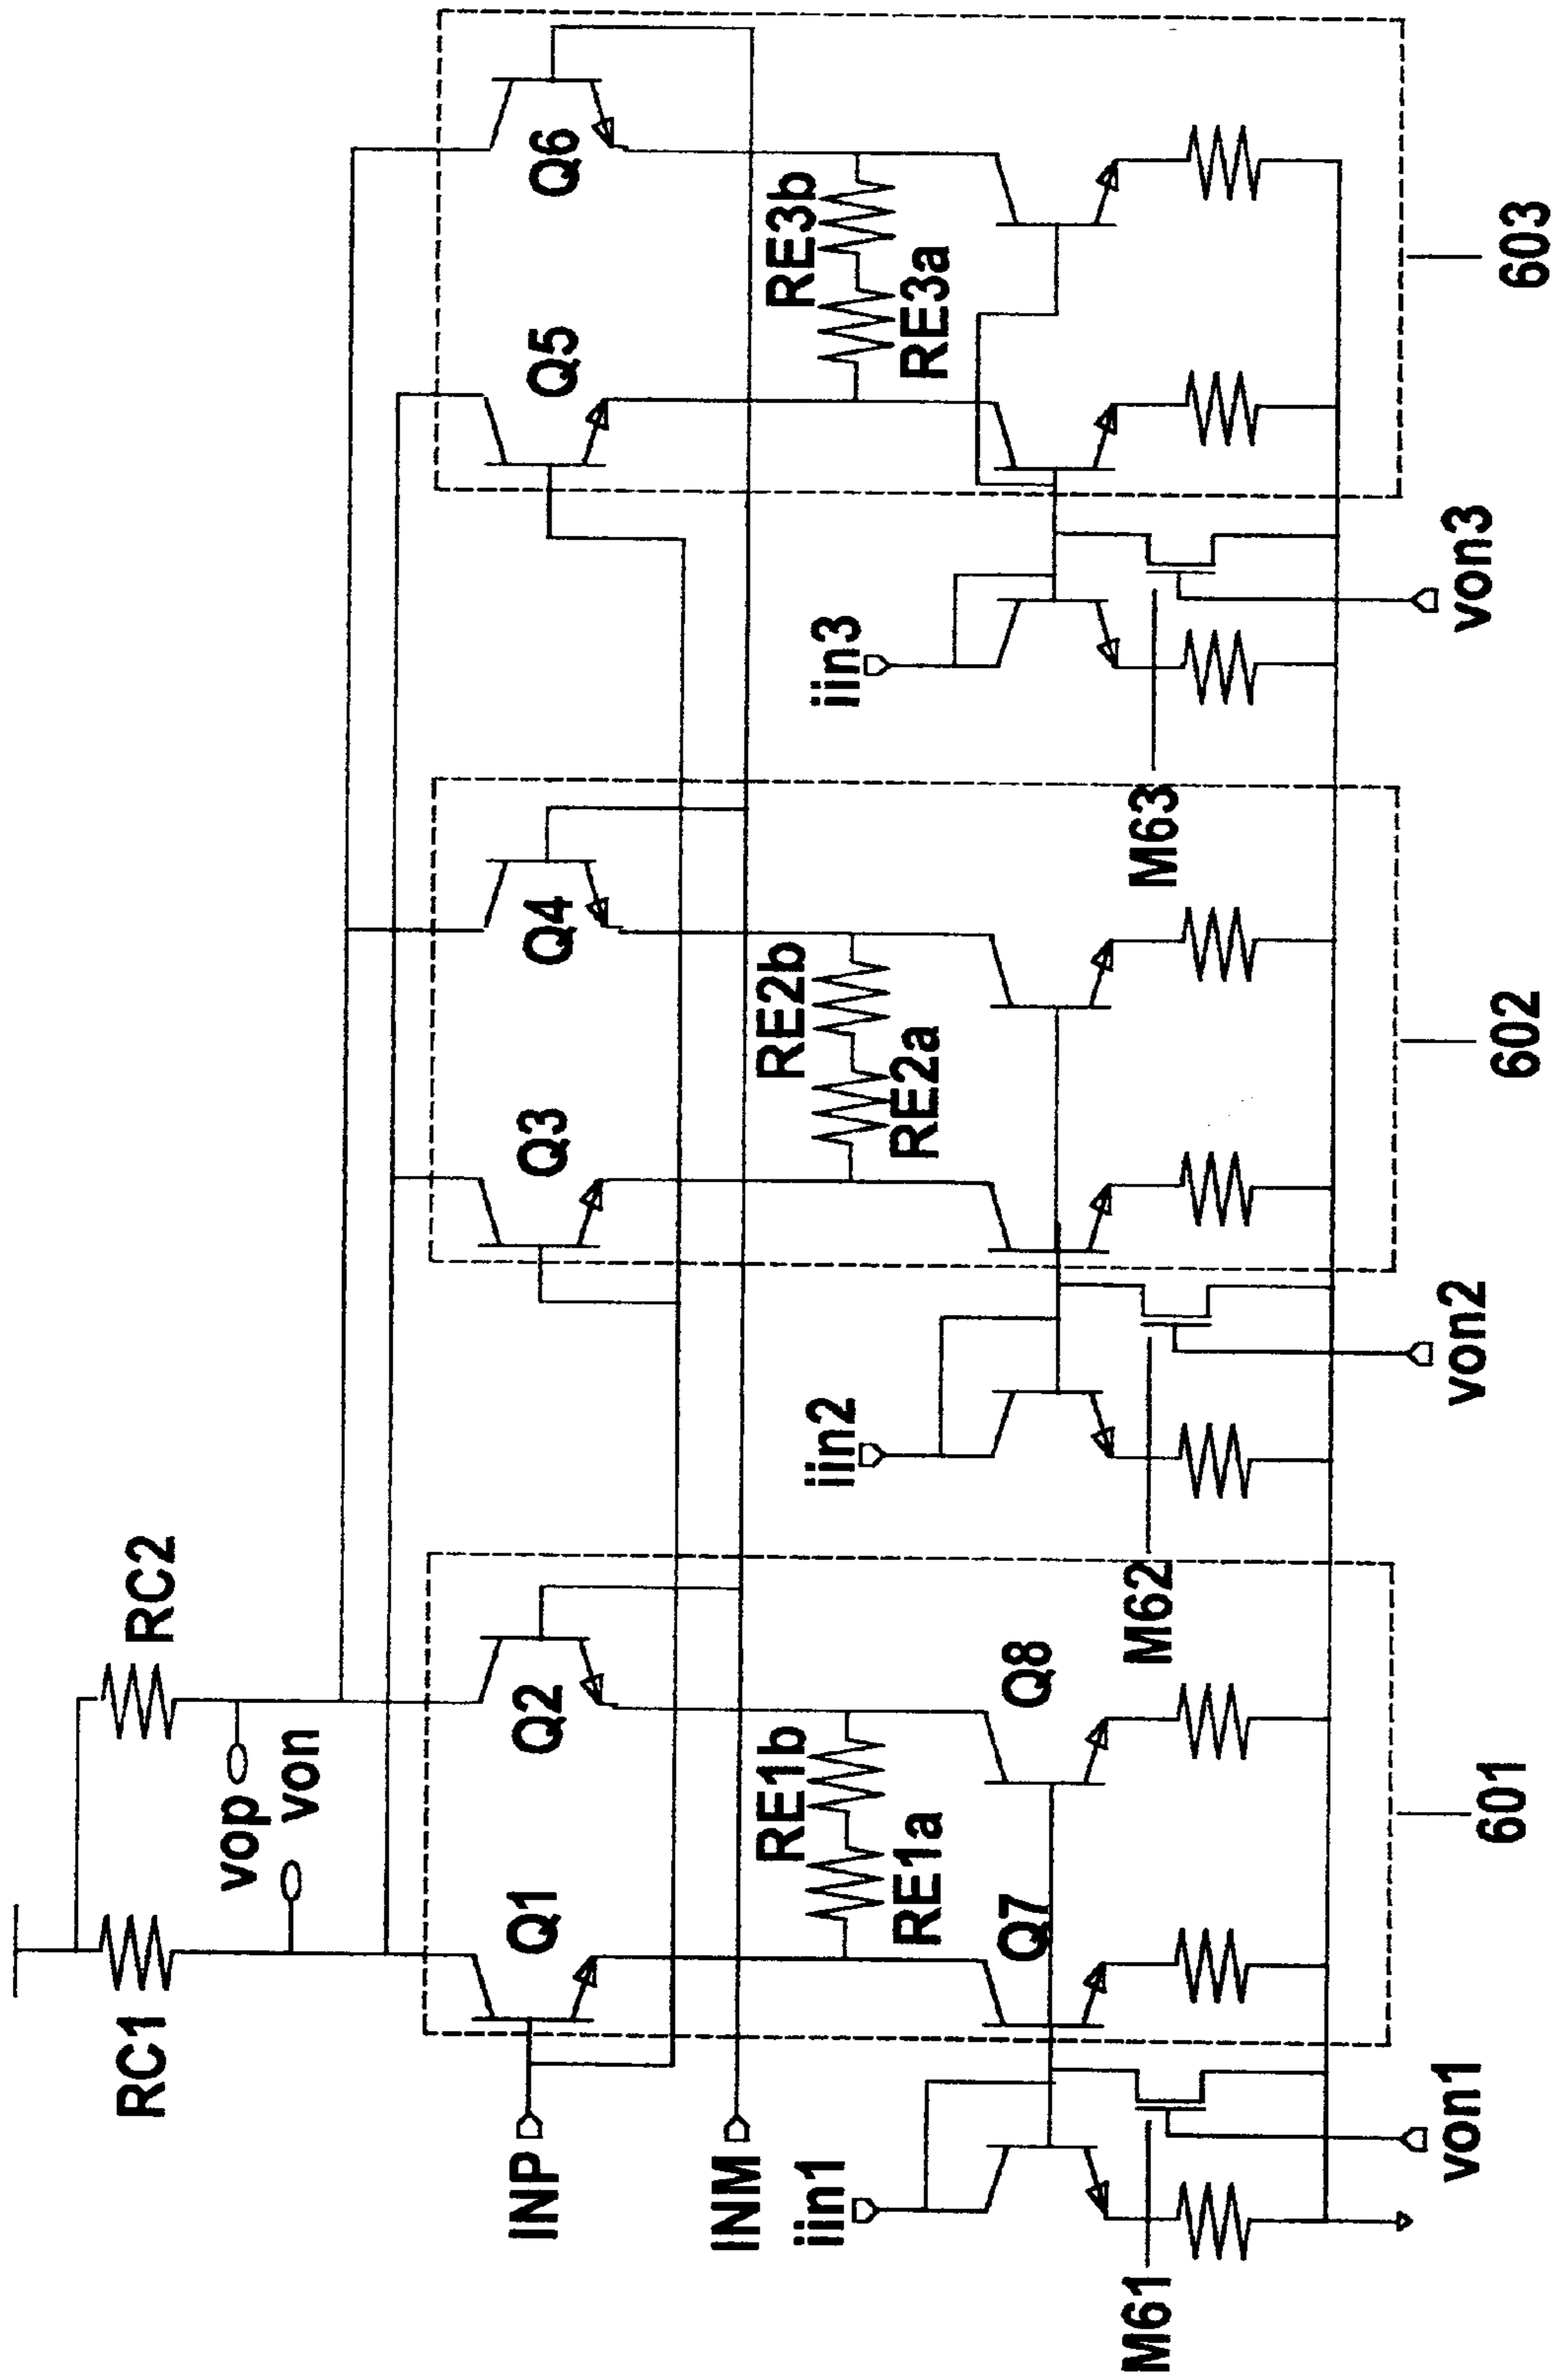 RC1
RC2
vop
von
INP
INM
Q1
Q2
Q3
Q4
Q5
Q6
RE1b
RE1a
RE2b
RE2a
RE3b
RE3a
iin1
iin2
iin3
Q7
Q8
M61
M62
M63
von1
von2
von3
601
602
603